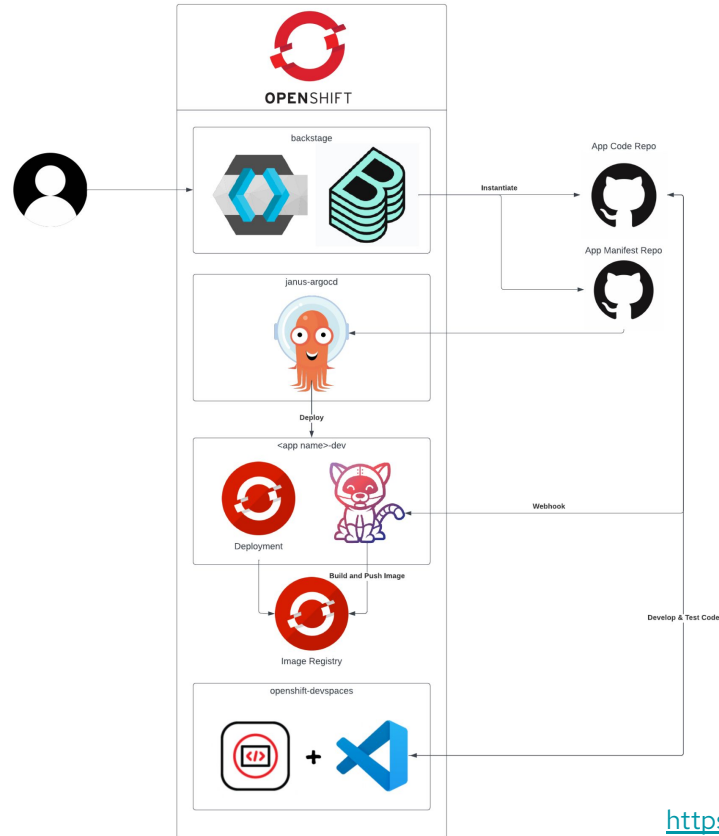 OPENSHIFT
backstage
App Code Repo
Instantiate
App Manifest Repo
janus-argocd
Deploy
<app name>-dev
Webhook
Deployment
Build and Push Image
Develop & Test Code
Image Registry
openshift-devspaces
</>
+
https